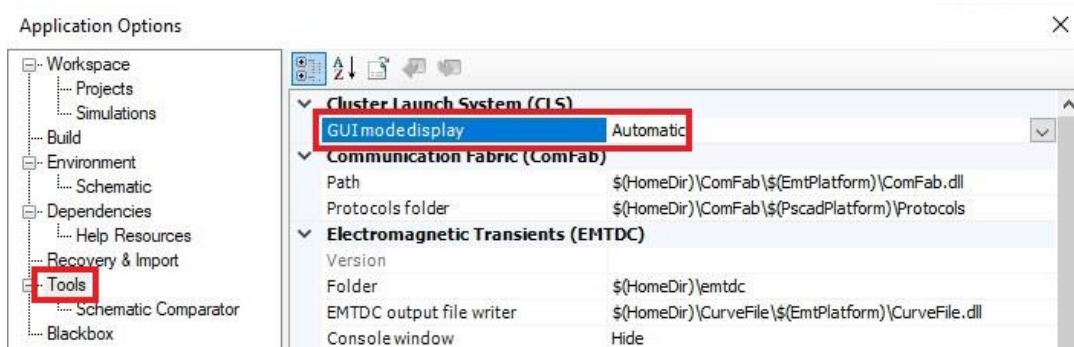 Application Options
Workspace
Projects
Simulations
Build
Environment
Schematic
Dependencies
Help Resources
Recovery & Import
Tools
Schematic Comparator
Blackbox
Cluster Launch System (CLS)
GUI mode display Automatic
Communication Fabric (ComFab)
Path $(HomeDir)\ComFab\$(EmtPlatform)\ComFab.dll
Protocols folder $(HomeDir)\ComFab\$(PscadPlatform)\Protocols
Electromagnetic Transients (EMTDC)
Version
Folder $(HomeDir)\emtdc
EMTDC output file writer $(HomeDir)\CurveFile\$(EmtPlatform)\CurveFile.dll
Console window Hide